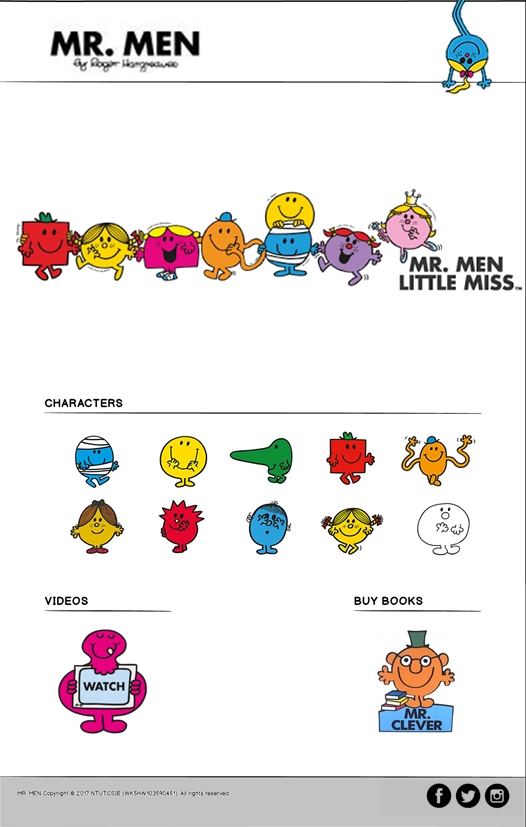 MR. MEN
by Roger Hargreaves
MR. MEN
LITTLE MISS™
CHARACTERS
VIDEOS
BUY BOOKS
WATCH
MR.
CLEVER
MR. MEN Copyright © 2017 NTUTCSIE (WK5HW103590451). All rights reserved